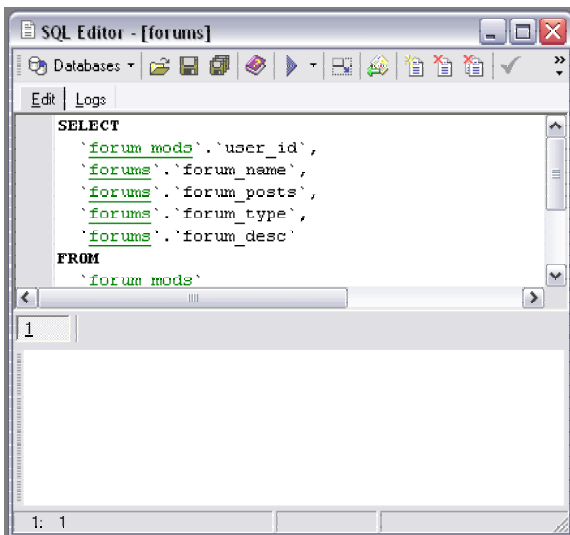 SQL Editor - [forums]
Databases
Edit Logs
SELECT
`forum_mods`.`user_id`,
`forums`.`forum_name`,
`forums`.`forum_posts`,
`forums`.`forum_type`,
`forums`.`forum_desc`
FROM
`forum_mods`
1
1: 1